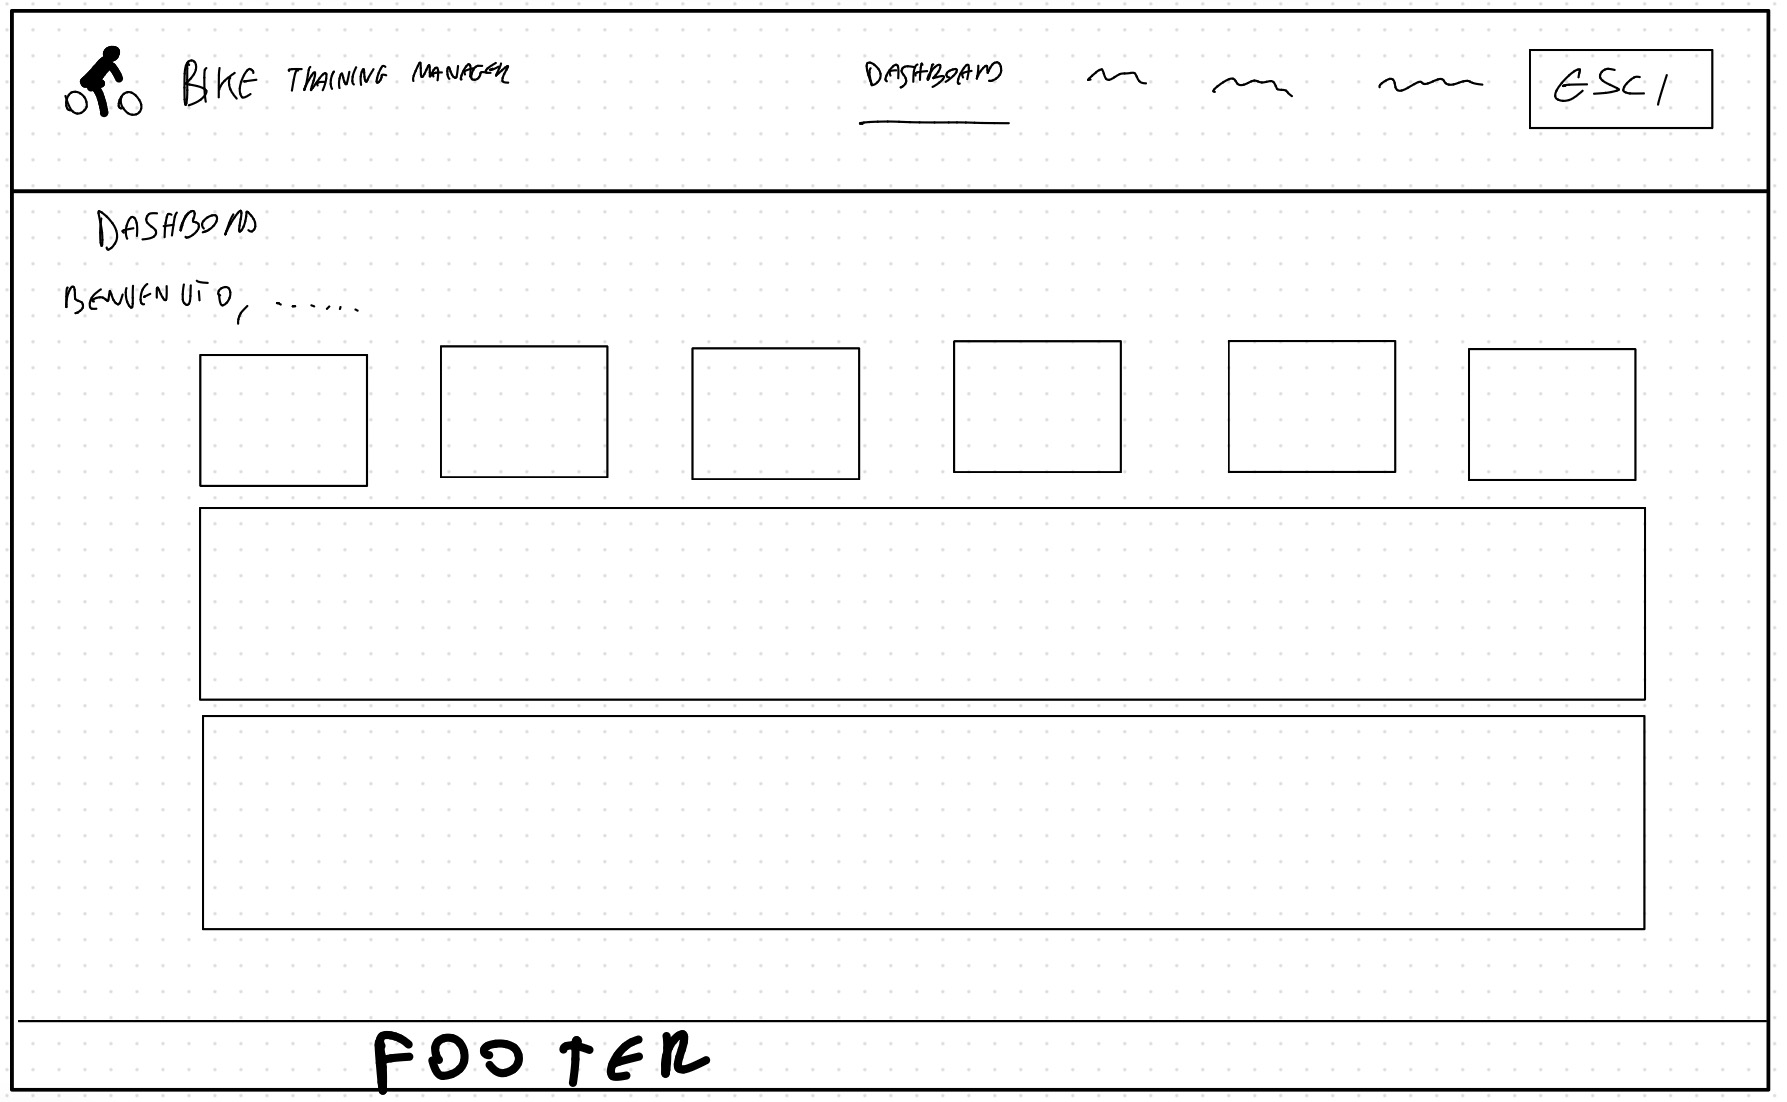 BIKE TRAINING MANAGER
DASHBOARD
ESCI
DASHBOARD
BENVENUTO, ......
FOOTER